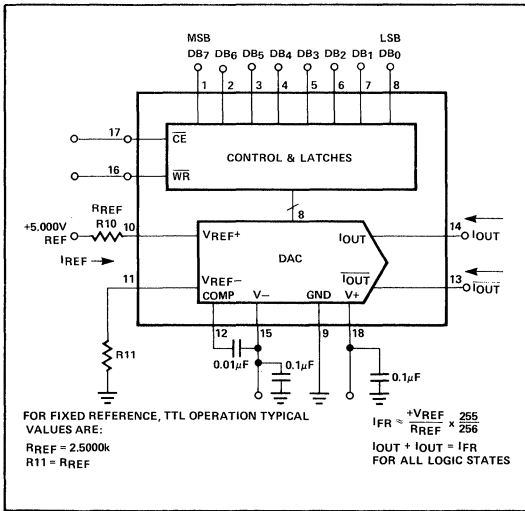 MSB LSB
DB7 DB6 DB5 DB4 DB3 DB2 DB1 DB0
1 2 3 4 5 6 7 8
17 CE
CONTROL & LATCHES
16 WR
8
+5.000V
REF
RREF
R10
10
VREF+
IOUT
14
IOUT
IREF
DAC
11
VREF−
IOUT
13
IOUT
COMP V− GND V+
12 15 9 18
R11
0.01μF
0.1μF
0.1μF
FOR FIXED REFERENCE, TTL OPERATION TYPICAL
VALUES ARE:
RREF = 2.5000k
R11 = RREF
IFR ≈ +VREF/RREF x 255/256
IOUT + IOUT = IFR
FOR ALL LOGIC STATES